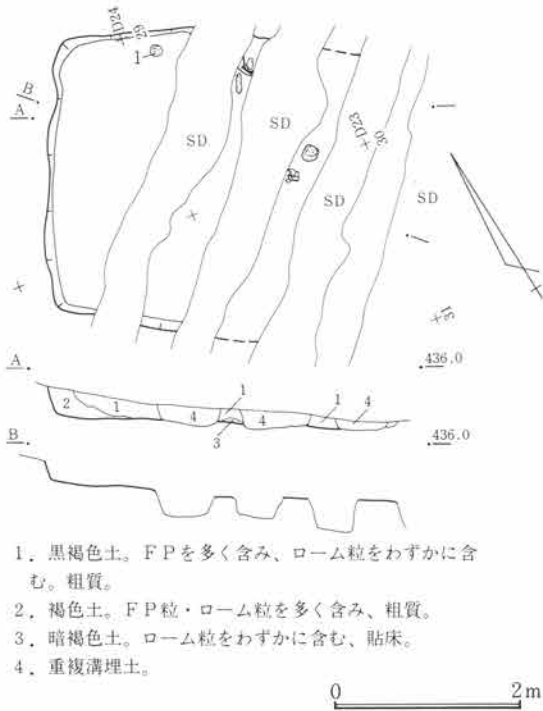 +D24
29
1
B
A
SD
SD
SD
SD
+D23
30
31
A
436.0
2
1
4
1
4
1
4
3
B
436.0
1．黒褐色土。ＦＰを多く含み、ローム粒をわずかに含
む。粗質。
2．褐色土。ＦＰ粒・ローム粒を多く含み、粗質。
3．暗褐色土。ローム粒をわずかに含む、貼床。
4．重複溝埋土。
0 2m